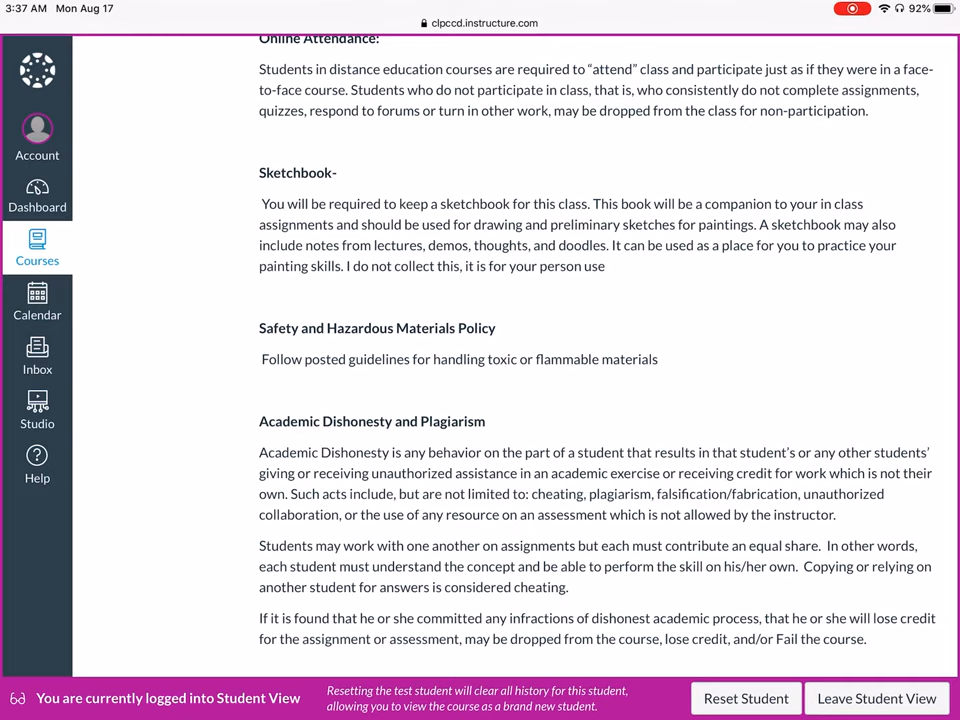 3:37 AM Mon Aug 17
92%
clpccd.instructure.com
Online Attendance:
Students in distance education courses are required to “attend” class and participate just as if they were in a face-
to-face course. Students who do not participate in class, that is, who consistently do not complete assignments,
quizzes, respond to forums or turn in other work, may be dropped from the class for non-participation.
Sketchbook-
You will be required to keep a sketchbook for this class. This book will be a companion to your in class
assignments and should be used for drawing and preliminary sketches for paintings. A sketchbook may also
include notes from lectures, demos, thoughts, and doodles. It can be used as a place for you to practice your
painting skills. I do not collect this, it is for your person use
Safety and Hazardous Materials Policy
Follow posted guidelines for handling toxic or flammable materials
Academic Dishonesty and Plagiarism
Academic Dishonesty is any behavior on the part of a student that results in that student’s or any other students’
giving or receiving unauthorized assistance in an academic exercise or receiving credit for work which is not their
own. Such acts include, but are not limited to: cheating, plagiarism, falsification/fabrication, unauthorized
collaboration, or the use of any resource on an assessment which is not allowed by the instructor.
Students may work with one another on assignments but each must contribute an equal share. In other words,
each student must understand the concept and be able to perform the skill on his/her own. Copying or relying on
another student for answers is considered cheating.
If it is found that he or she committed any infractions of dishonest academic process, that he or she will lose credit
for the assignment or assessment, may be dropped from the course, lose credit, and/or Fail the course.
Account
Dashboard
Courses
Calendar
Inbox
Studio
Help
You are currently logged into Student View
Resetting the test student will clear all history for this student,
allowing you to view the course as a brand new student.
Reset Student
Leave Student View